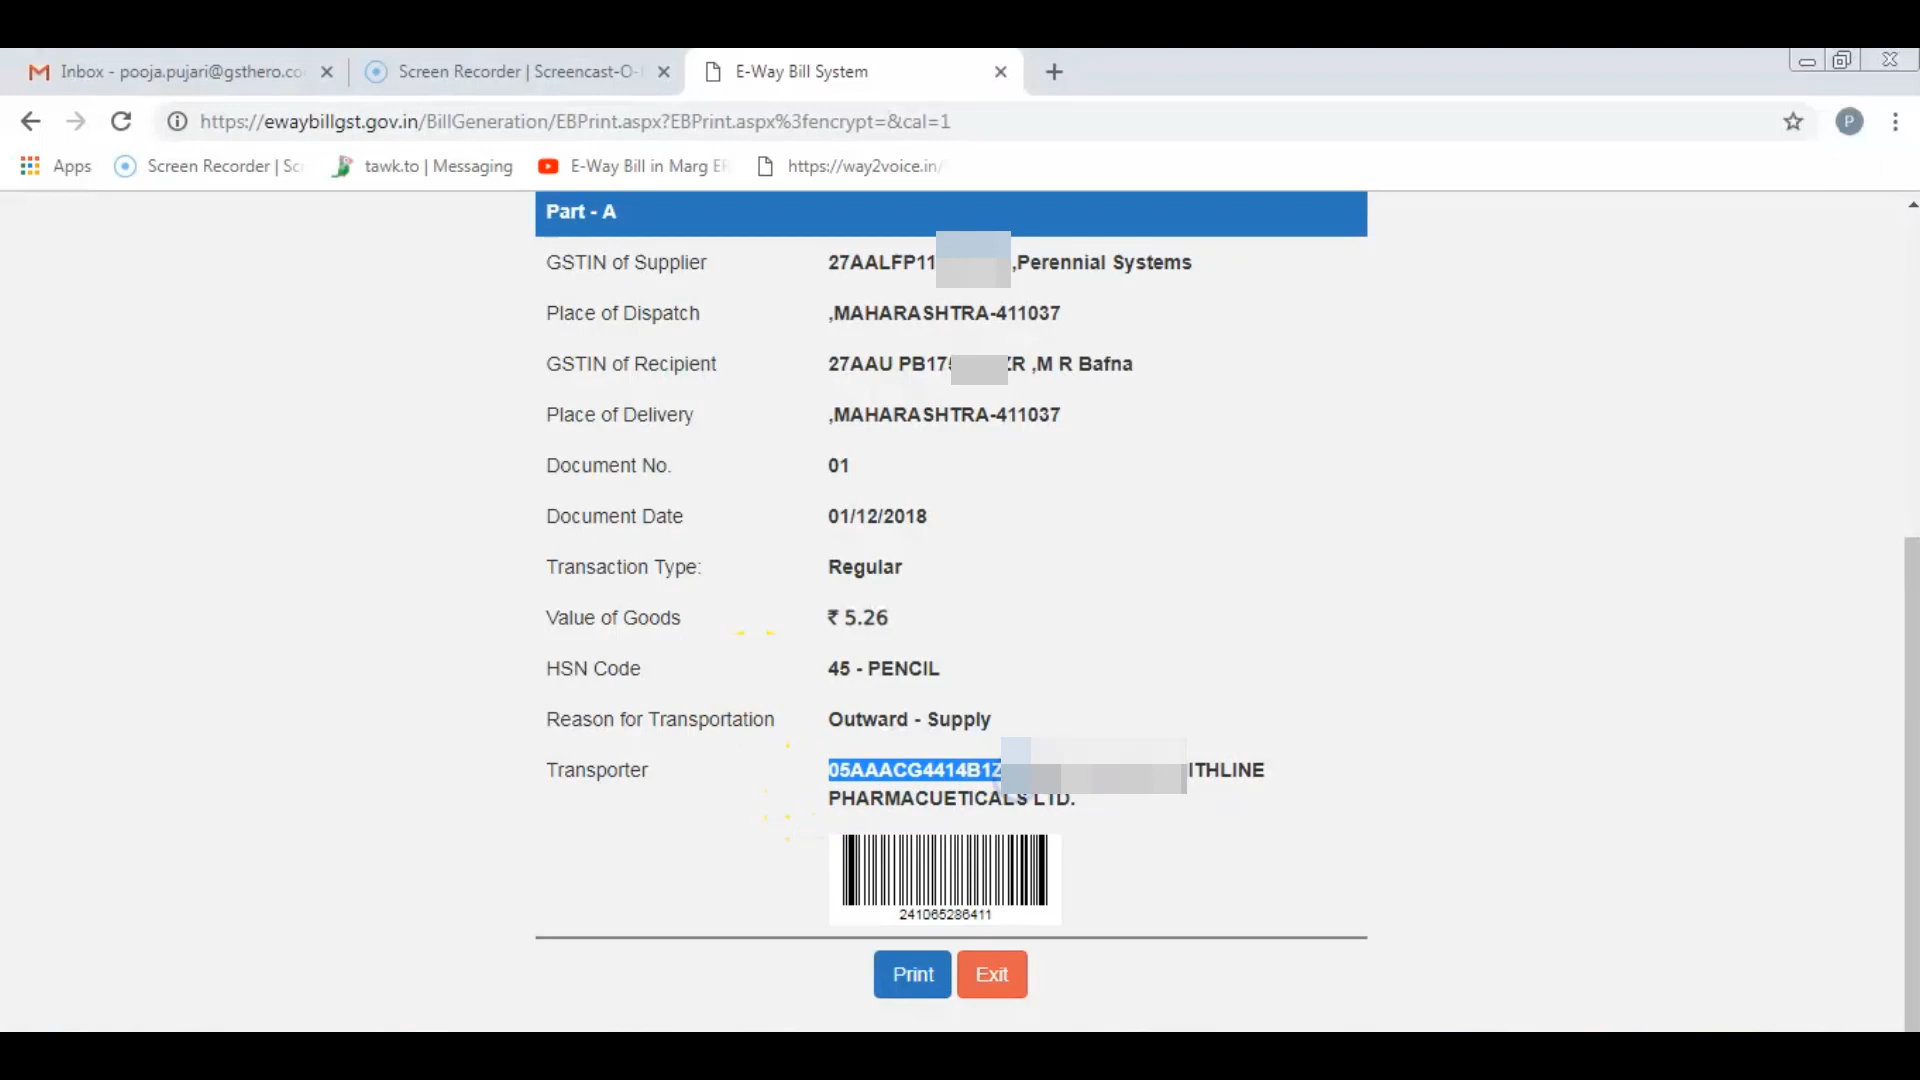 Inbox - pooja.pujari@gsthero.co
Screen Recorder | Screencast-O-
E-Way Bill System
https://ewaybillgst.gov.in/BillGeneration/EBPrint.aspx?EBPrint.aspx%3fencrypt=&cal=1
P
Apps
Screen Recorder | Scr
tawk.to | Messaging
E-Way Bill in Marg ER
https://way2voice.in/
Part - A
GSTIN of Supplier 27AALFP11 ,Perennial Systems
Place of Dispatch ,MAHARASHTRA-411037
GSTIN of Recipient 27AAU PB175 ZR ,M R Bafna
Place of Delivery ,MAHARASHTRA-411037
Document No. 01
Document Date 01/12/2018
Transaction Type: Regular
Value of Goods ₹ 5.26
HSN Code 45 - PENCIL
Reason for Transportation Outward - Supply
Transporter 05AAACG4414B1Z ITHLINE
PHARMACUETICALS LTD.
241065286411
Print Exit